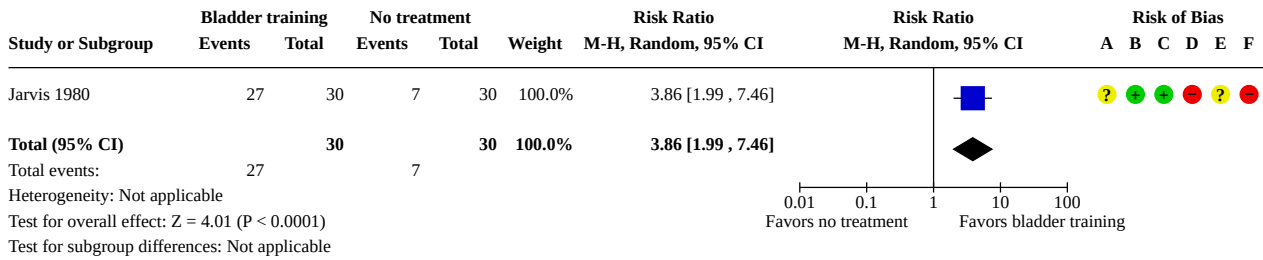 Bladder training No treatment Risk Ratio Risk Ratio Risk of Bias
Study or Subgroup Events Total Events Total Weight M-H, Random, 95% CI M-H, Random, 95% CI A B C D E F
Jarvis 1980 27 30 7 30 100.0% 3.86 [1.99 , 7.46] ? + + − ? −
Total (95% CI) 30 30 100.0% 3.86 [1.99 , 7.46]
Total events: 27 7
Heterogeneity: Not applicable
0.01 0.1 1 10 100
Test for overall effect: Z = 4.01 (P < 0.0001) Favors no treatment Favors bladder training
Test for subgroup differences: Not applicable